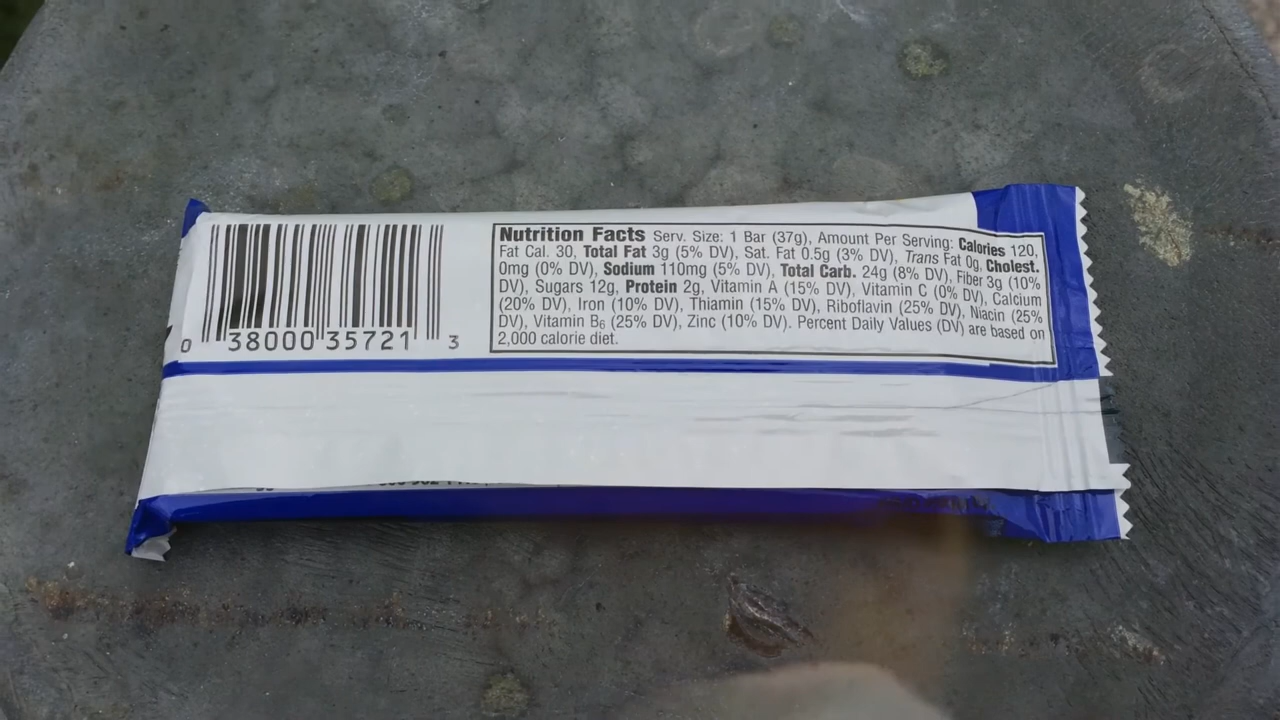 Nutrition Facts Serv. Size: 1 Bar (37g), Amount Per Serving: Calories 120,
Fat Cal. 30, Total Fat 3g (5% DV), Sat. Fat 0.5g (3% DV), Trans Fat 0g, Cholest.
0mg (0% DV), Sodium 110mg (5% DV), Total Carb. 24g (8% DV), Fiber 3g (10%
DV), Sugars 12g, Protein 2g, Vitamin A (15% DV), Vitamin C (0% DV), Calcium
(20% DV), Iron (10% DV), Thiamin (15% DV), Riboflavin (25% DV), Niacin (25%
DV), Vitamin B₆ (25% DV), Zinc (10% DV). Percent Daily Values (DV) are based on
2,000 calorie diet.
0 38000 35721 3